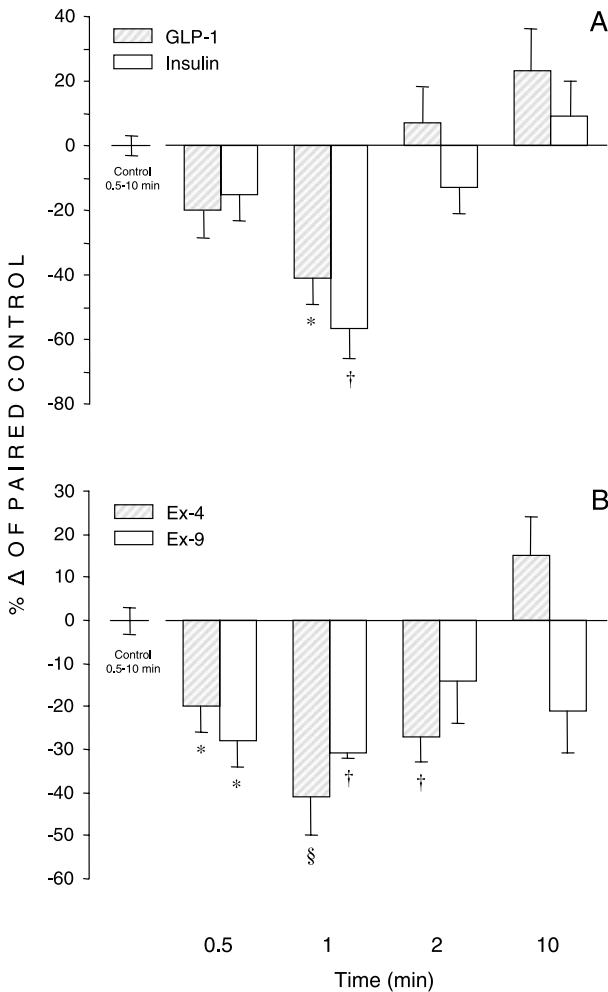 A
GLP-1
Insulin
40
20
0
-20
-40
-60
-80
Control
0.5-10 min
*
†
% Δ OF PAIRED CONTROL
B
Ex-4
Ex-9
30
20
10
0
-10
-20
-30
-40
-50
-60
Control
0.5-10 min
* * † †
§
0.5 1 2 10
Time (min)